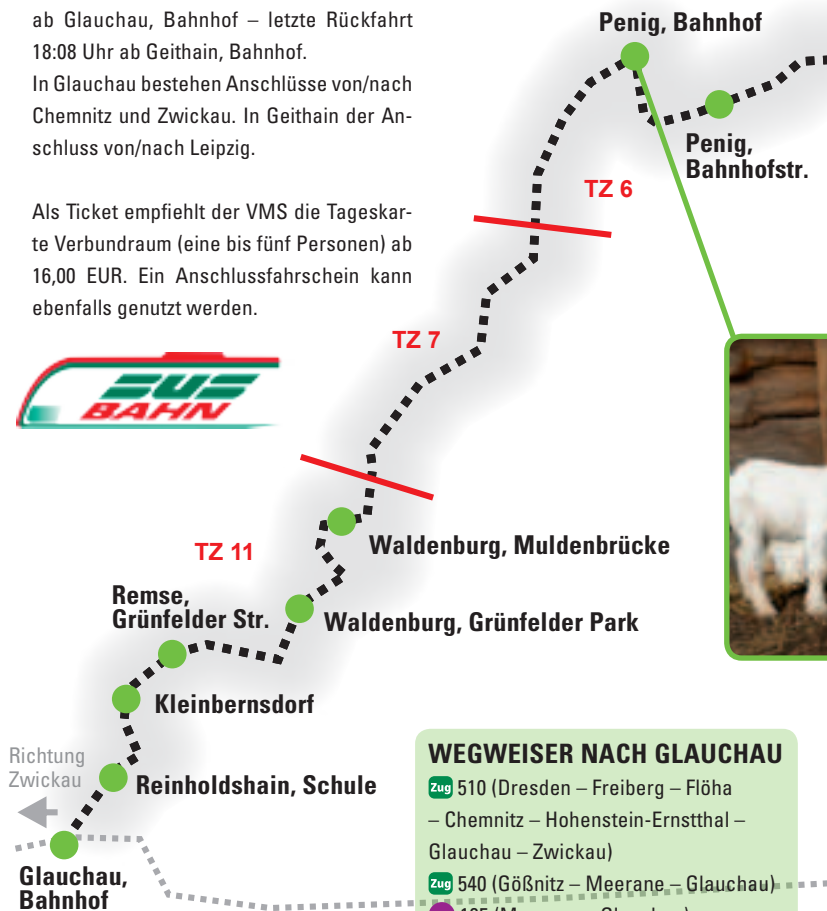 ab Glauchau, Bahnhof – letzte Rückfahrt
18:08 Uhr ab Geithain, Bahnhof.
In Glauchau bestehen Anschlüsse von/nach
Chemnitz und Zwickau. In Geithain der An-
schluss von/nach Leipzig.
Als Ticket empfiehlt der VMS die Tageskar-
te Verbundraum (eine bis fünf Personen) ab
16,00 EUR. Ein Anschlussfahrschein kann
ebenfalls genutzt werden.
BUS
BAHN
Penig, Bahnhof
Penig,
Bahnhofstr.
TZ 6
TZ 7
TZ 11
Waldenburg, Muldenbrücke
Remse,
Grünfelder Str.
Waldenburg, Grünfelder Park
Kleinbernsdorf
Richtung
Zwickau
Reinholdshain, Schule
Glauchau,
Bahnhof
WEGWEISER NACH GLAUCHAU
Zug 510 (Dresden – Freiberg – Flöha
– Chemnitz – Hohenstein-Ernstthal –
Glauchau – Zwickau)
Zug 540 (Gößnitz – Meerane – Glauchau)